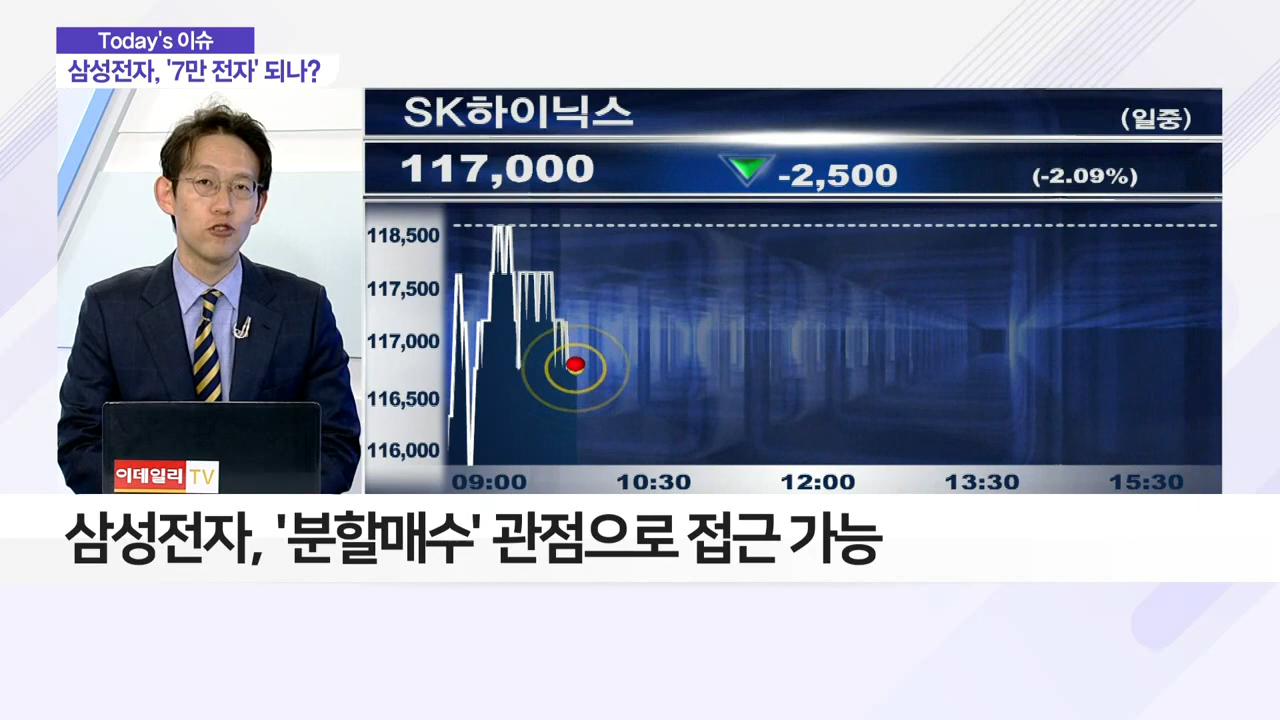 Today's 이슈
삼성전자, '7만 전자' 되나?
SK하이닉스 (일중)
117,000 -2,500 (-2.09%)
118,500
117,500
117,000
116,500
116,000
09:00 10:30 12:00 13:30 15:30
이데일리 TV
삼성전자, '분할매수' 관점으로 접근 가능